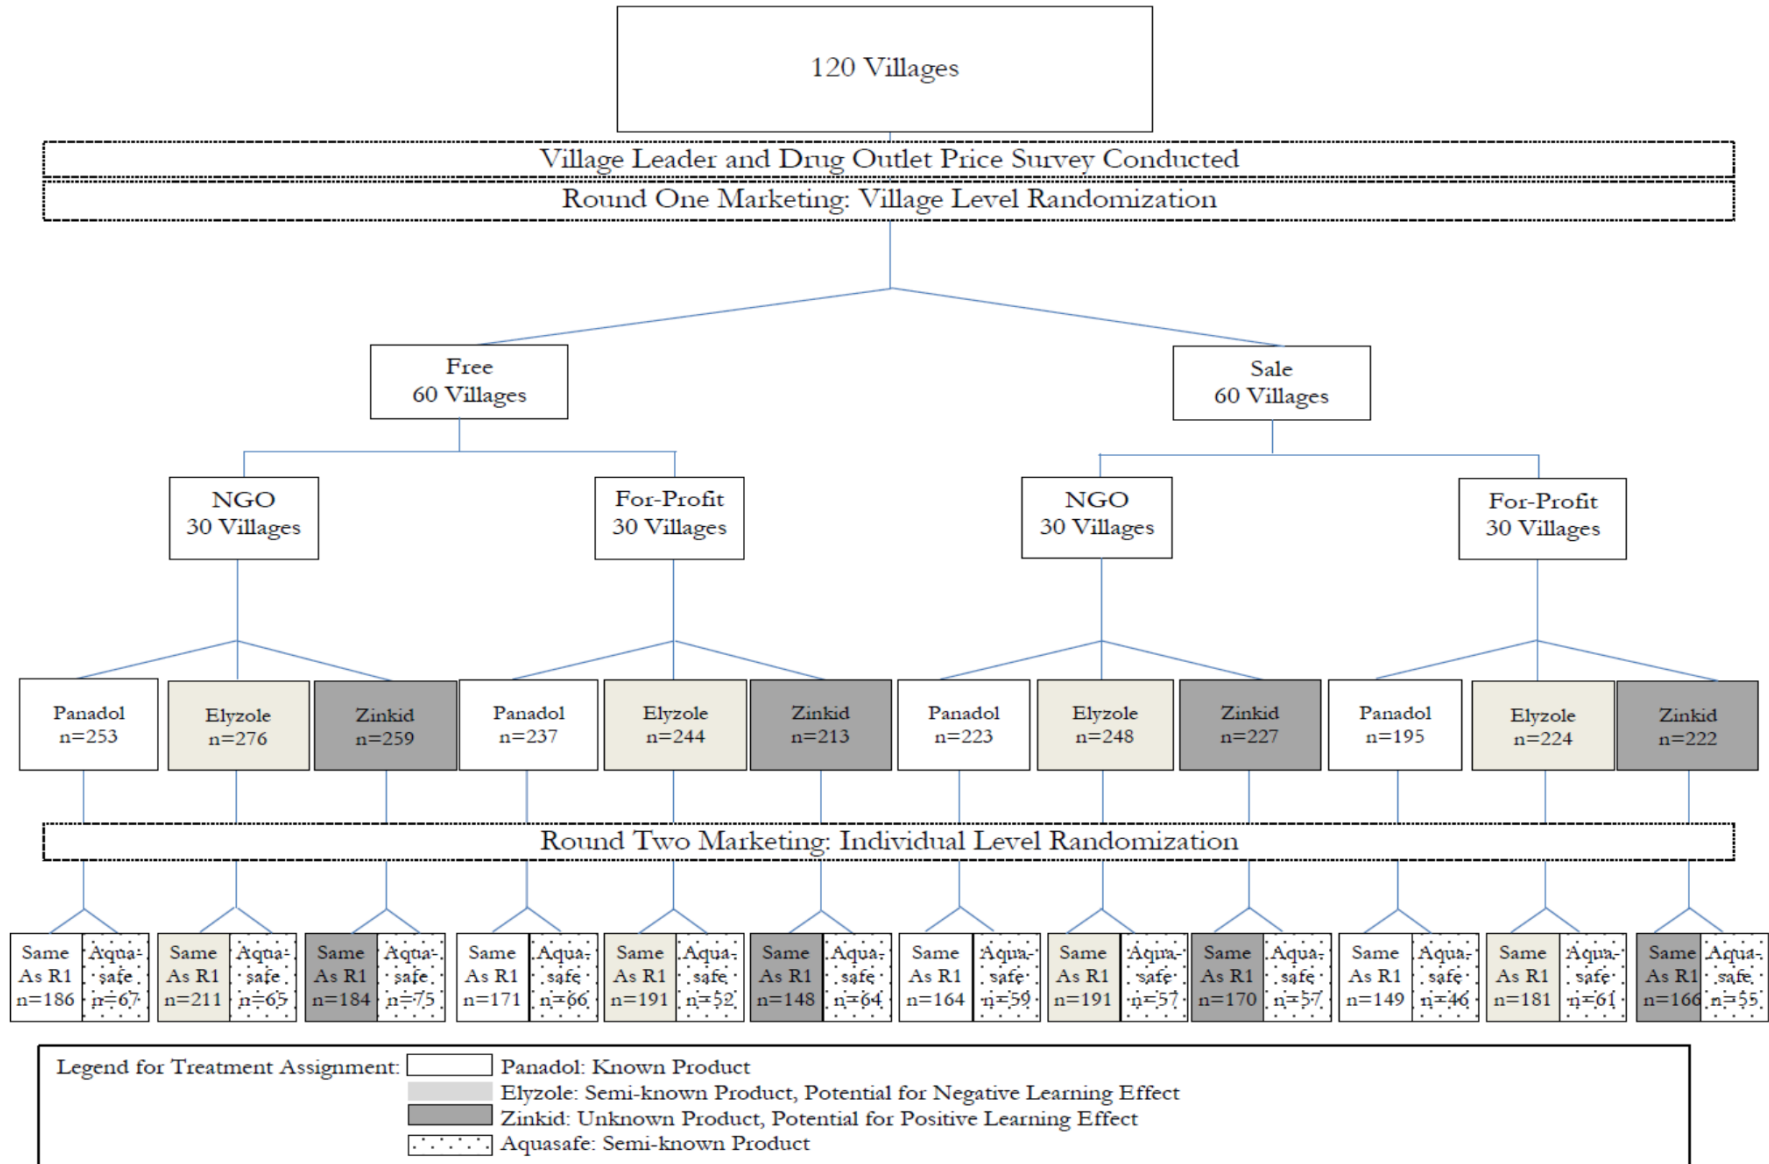 120 Villages
Village Leader and Drug Outlet Price Survey Conducted
Round One Marketing: Village Level Randomization
Free
60 Villages
Sale
60 Villages
NGO
30 Villages
For-Profit
30 Villages
NGO
30 Villages
For-Profit
30 Villages
Panadol
n=253
Elyzole
n=276
Zinkid
n=259
Panadol
n=237
Elyzole
n=244
Zinkid
n=213
Panadol
n=223
Elyzole
n=248
Zinkid
n=227
Panadol
n=195
Elyzole
n=224
Zinkid
n=222
Round Two Marketing: Individual Level Randomization
Same
As R1
n=186
Aqua-
safe
n=67
Same
As R1
n=211
Aqua-
safe
n=65
Same
As R1
n=184
Aqua-
safe
n=75
Same
As R1
n=171
Aqua-
safe
n=66
Same
As R1
n=191
Aqua-
safe
n=52
Same
As R1
n=148
Aqua-
safe
n=64
Same
As R1
n=164
Aqua-
safe
n=59
Same
As R1
n=191
Aqua-
safe
n=57
Same
As R1
n=170
Aqua-
safe
n=57
Same
As R1
n=149
Aqua-
safe
n=46
Same
As R1
n=181
Aqua-
safe
n=61
Same
As R1
n=166
Aqua-
safe
n=55
Legend for Treatment Assignment:
Panadol: Known Product
Elyzole: Semi-known Product, Potential for Negative Learning Effect
Zinkid: Unknown Product, Potential for Positive Learning Effect
Aquasafe: Semi-known Product